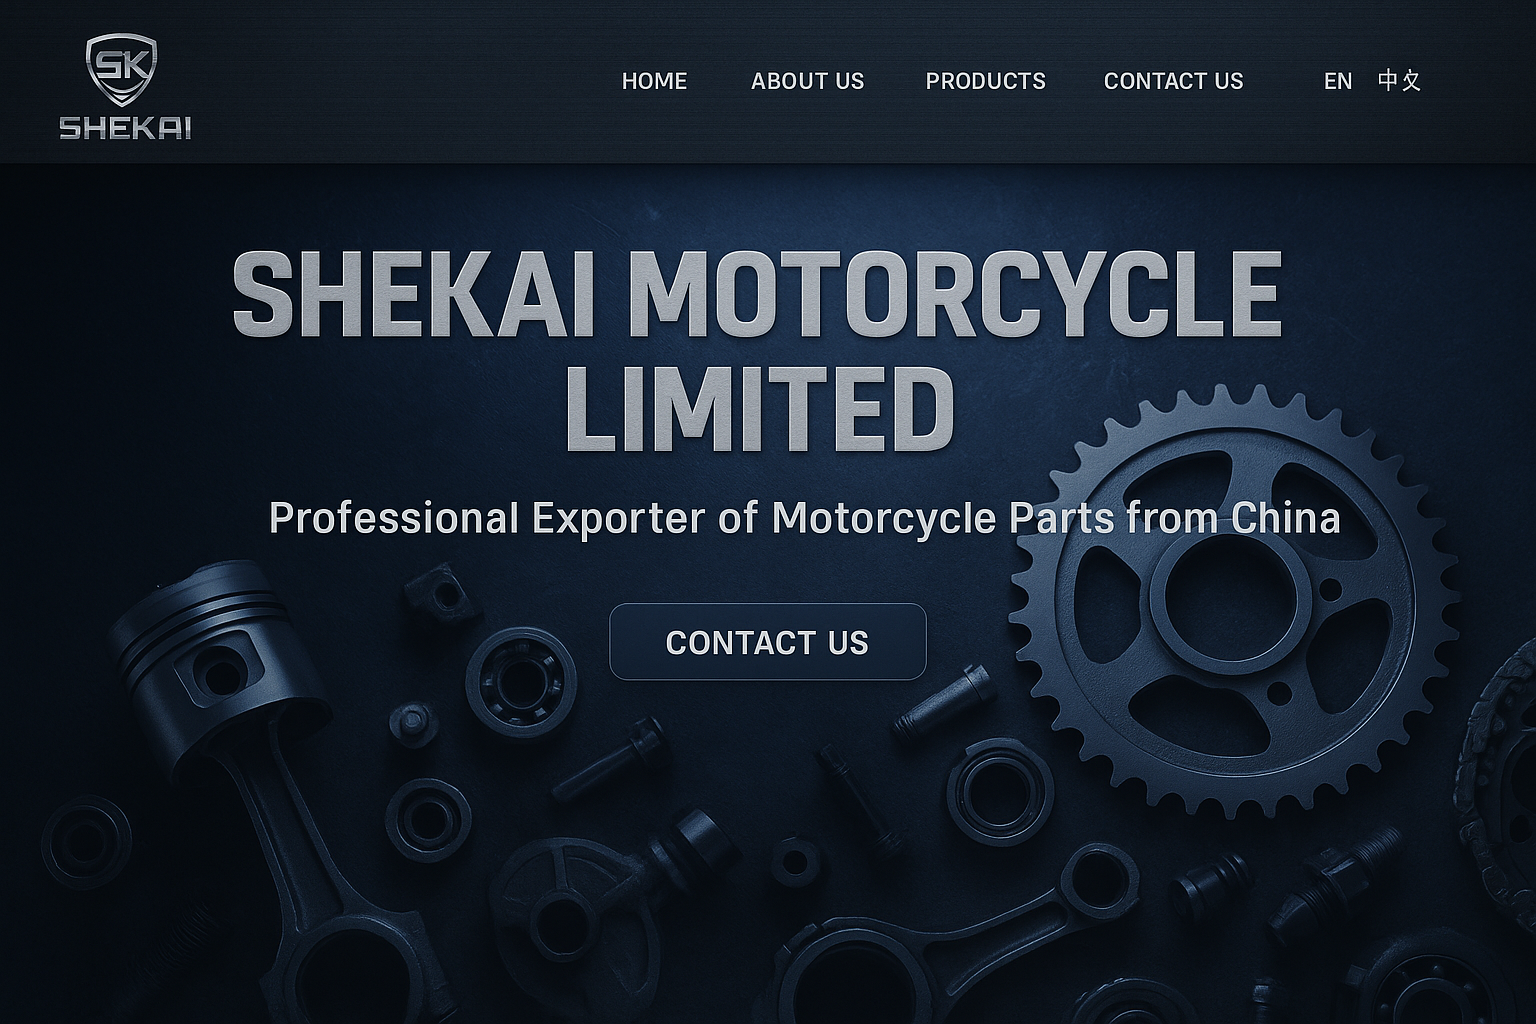 SK
SHEKAI
HOME ABOUT US PRODUCTS CONTACT US EN 中文
SHEKAI MOTORCYCLE
LIMITED
Professional Exporter of Motorcycle Parts from China
CONTACT US